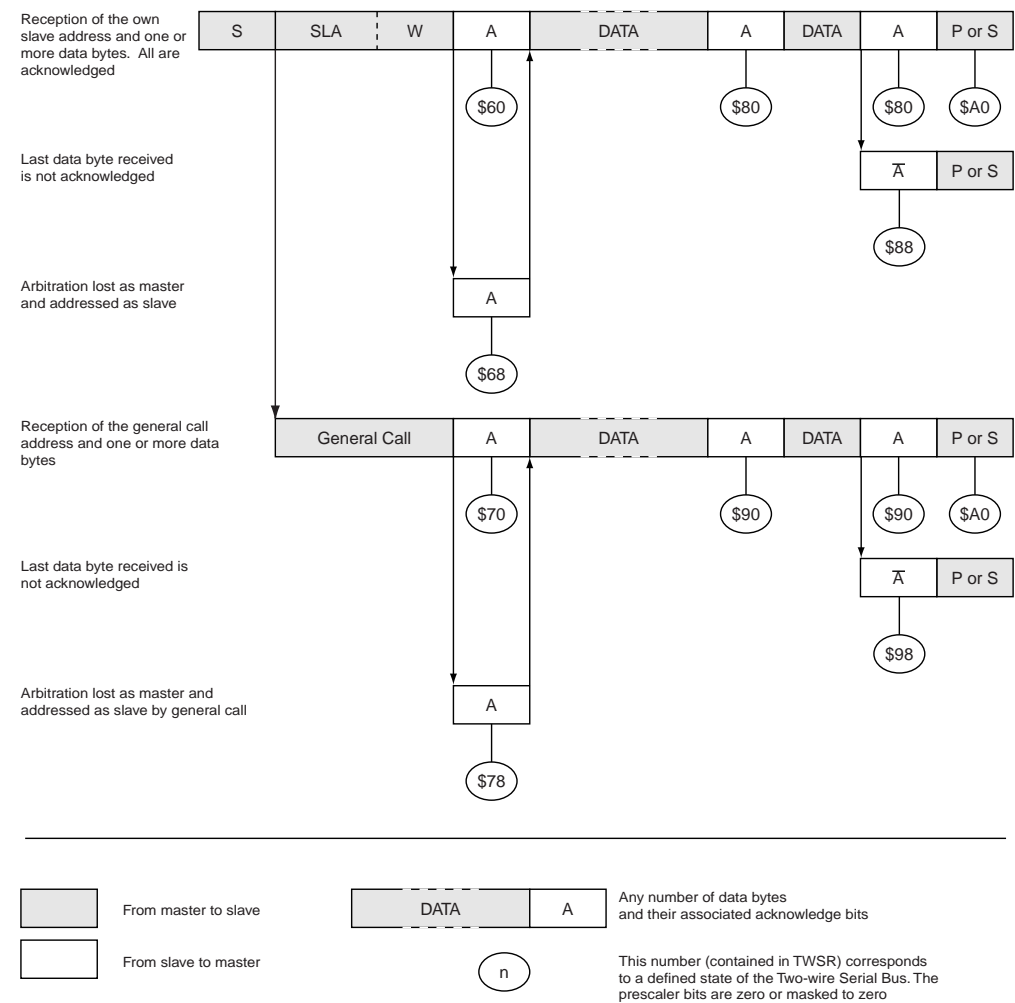 Reception of the own
slave address and one or
more data bytes. All are
acknowledged
S SLA W A DATA A DATA A P or S
$60 $80 $80 $A0
Last data byte received
is not acknowledged
A̅ P or S
$88
Arbitration lost as master
and addressed as slave
A
$68
Reception of the general call
address and one or more data
bytes
General Call A DATA A DATA A P or S
$70 $90 $90 $A0
Last data byte received is
not acknowledged
A̅ P or S
$98
Arbitration lost as master and
addressed as slave by general call
A
$78
From master to slave
DATA A
Any number of data bytes
and their associated acknowledge bits
From slave to master
n
This number (contained in TWSR) corresponds
to a defined state of the Two-wire Serial Bus. The
prescaler bits are zero or masked to zero